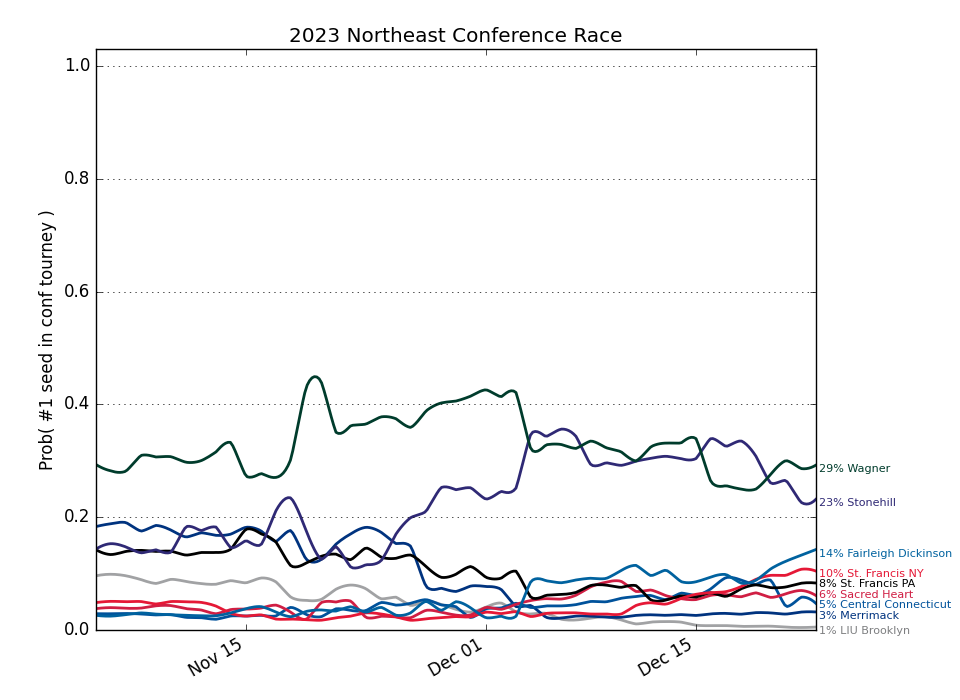 2023 Northeast Conference Race
Prob( #1 seed in conf tourney )
1.0
0.8
0.6
0.4
0.2
0.0
Nov 15
Dec 01
Dec 15
29% Wagner
23% Stonehill
14% Fairleigh Dickinson
10% St. Francis NY
8% St. Francis PA
6% Sacred Heart
5% Central Connecticut
3% Merrimack
1% LIU Brooklyn